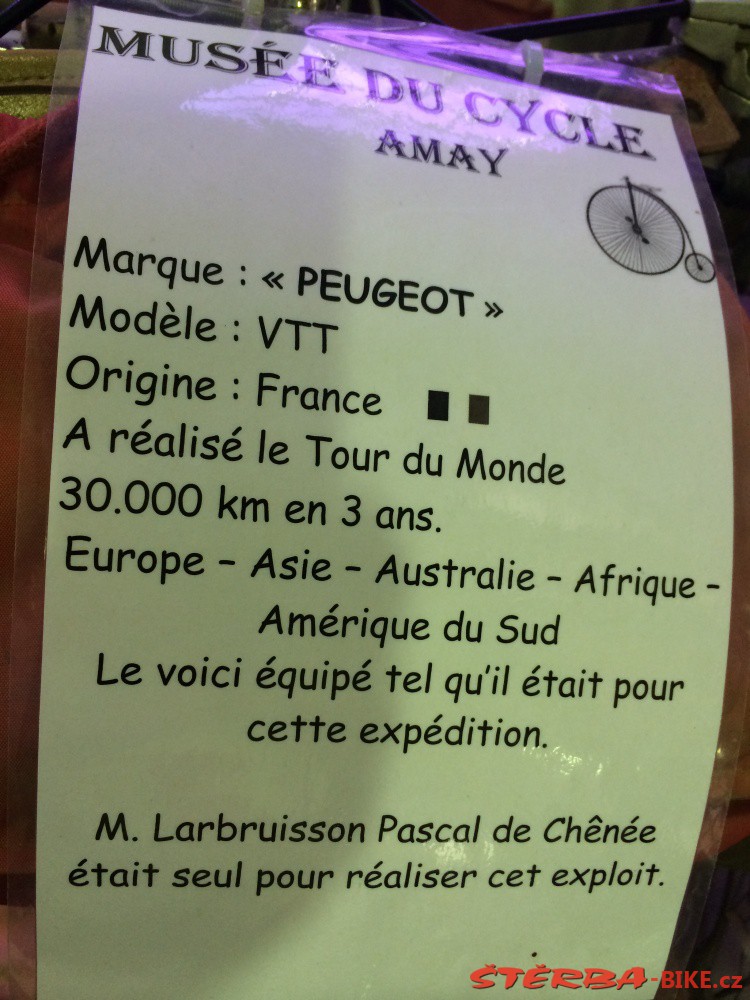 MUSÉE DU CYCLE
AMAY
Marque : « PEUGEOT »
Modèle : VTT
Origine : France
A réalisé le Tour du Monde
30.000 km en 3 ans.
Europe – Asie – Australie – Afrique –
Amérique du Sud
Le voici équipé tel qu'il était pour
cette expédition.
M. Larbruisson Pascal de Chênée
était seul pour réaliser cet exploit.
ŠTĔRBA-BIKE.cz